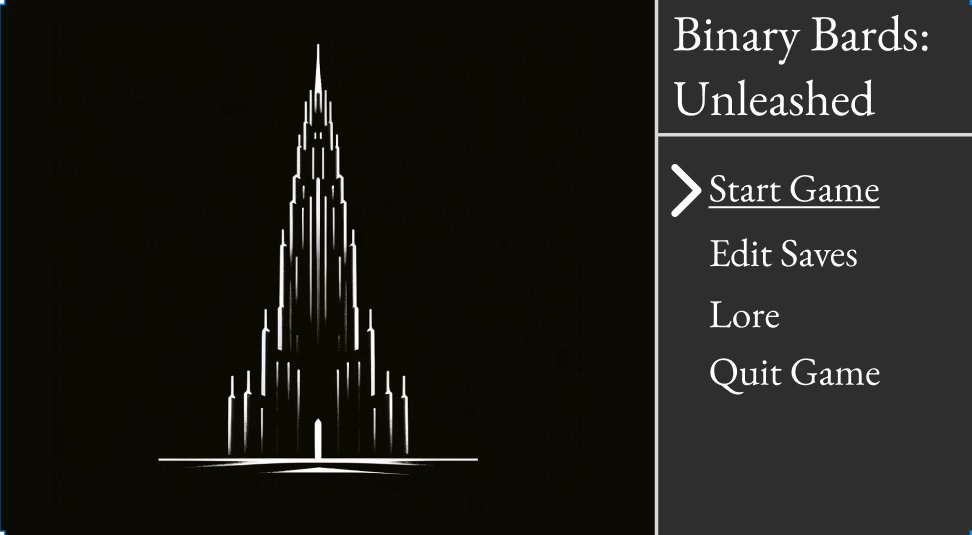 Binary Bards:
Unleashed
Start Game
Edit Saves
Lore
Quit Game